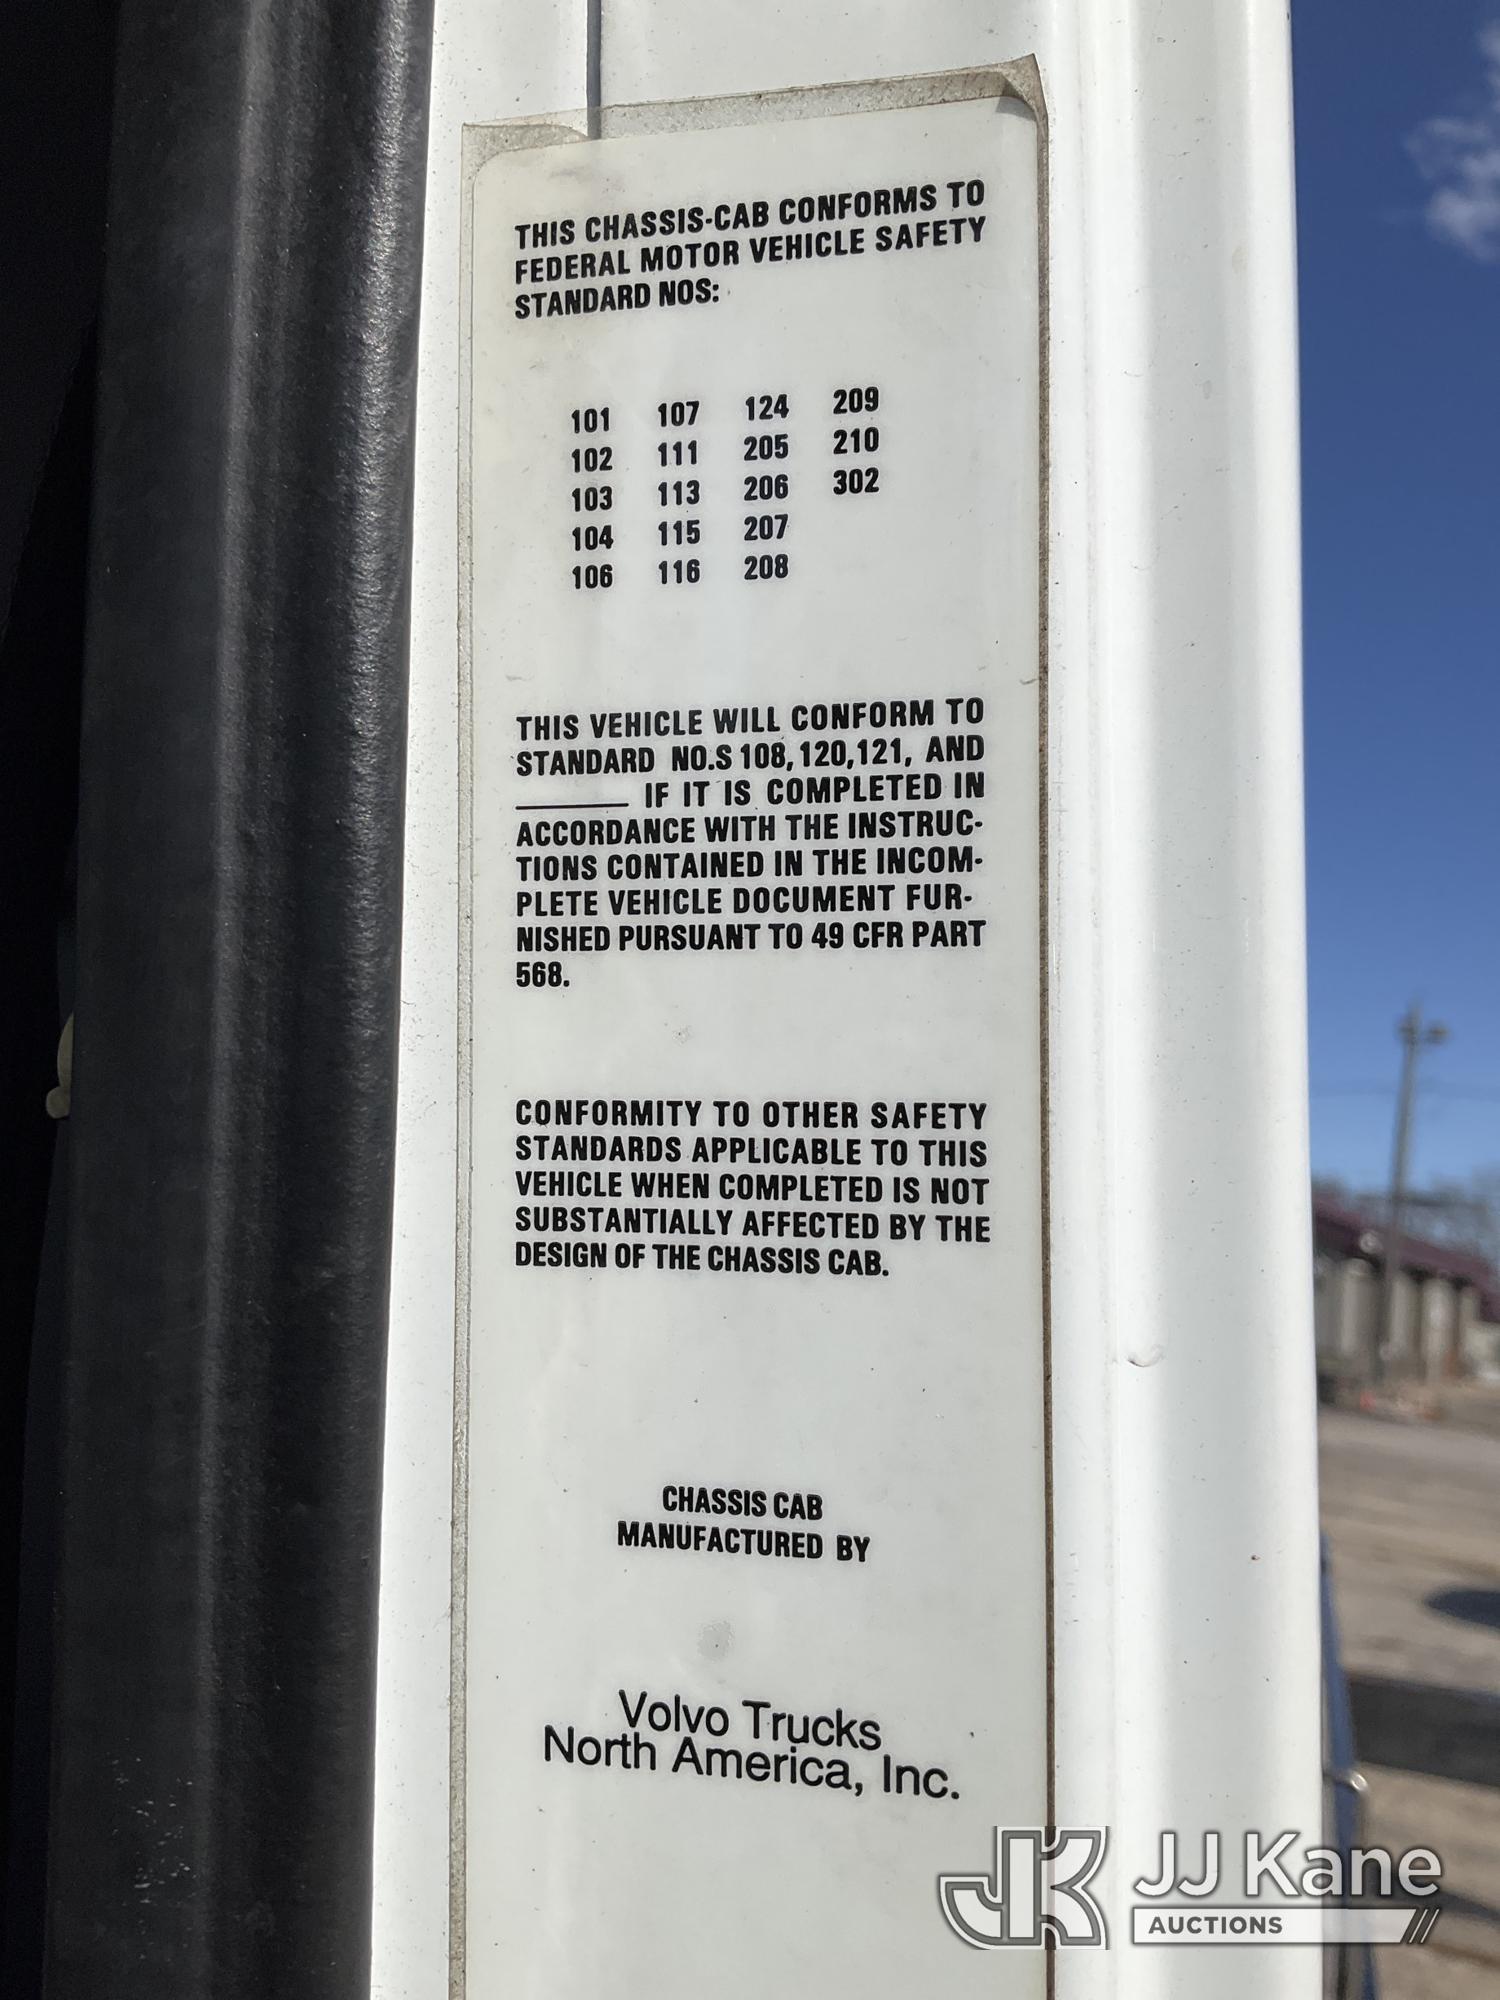 THIS CHASSIS-CAB CONFORMS TO
FEDERAL MOTOR VEHICLE SAFETY
STANDARD NOS:
101 107 124 209
102 111 205 210
103 113 206 302
104 115 207
106 116 208
THIS VEHICLE WILL CONFORM TO
STANDARD NO.S 108, 120,121, AND
________ IF IT IS COMPLETED IN
ACCORDANCE WITH THE INSTRUC-
TIONS CONTAINED IN THE INCOM-
PLETE VEHICLE DOCUMENT FUR-
NISHED PURSUANT TO 49 CFR PART
568.
CONFORMITY TO OTHER SAFETY
STANDARDS APPLICABLE TO THIS
VEHICLE WHEN COMPLETED IS NOT
SUBSTANTIALLY AFFECTED BY THE
DESIGN OF THE CHASSIS CAB.
CHASSIS CAB
MANUFACTURED BY
Volvo Trucks
North America, Inc.
JK JJ Kane
AUCTIONS